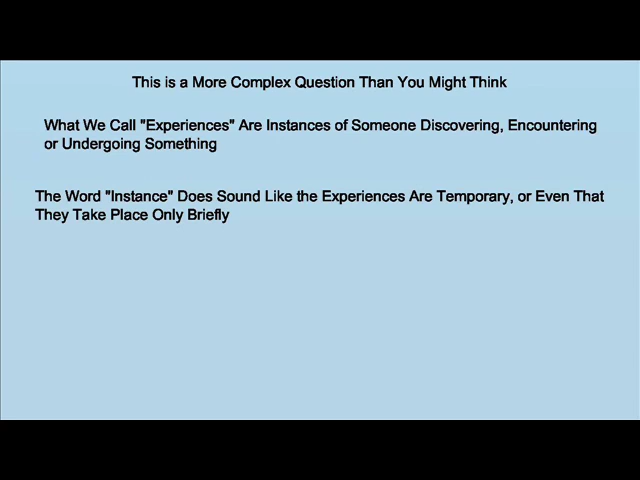 This is a More Complex Question Than You Might Think
What We Call "Experiences" Are Instances of Someone Discovering, Encountering
or Undergoing Something
The Word "Instance" Does Sound Like the Experiences Are Temporary, or Even That
They Take Place Only Briefly